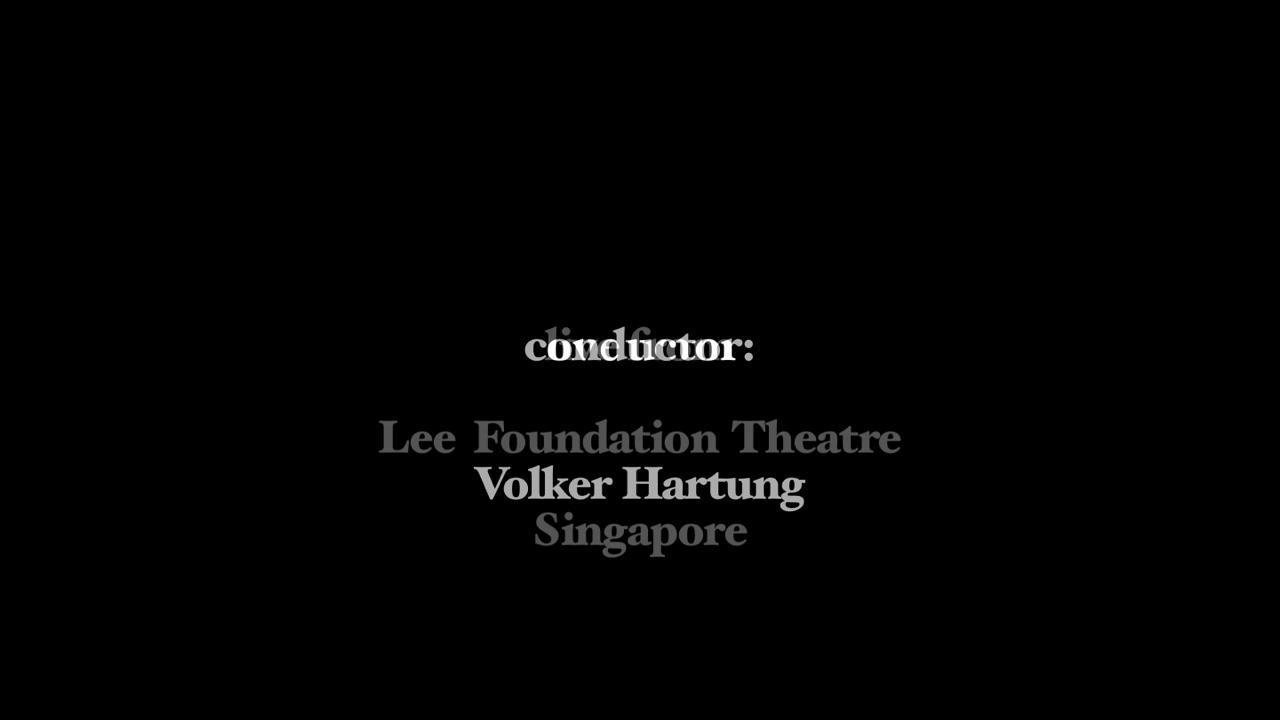 conductor:
Lee Foundation Theatre
Volker Hartung
Singapore